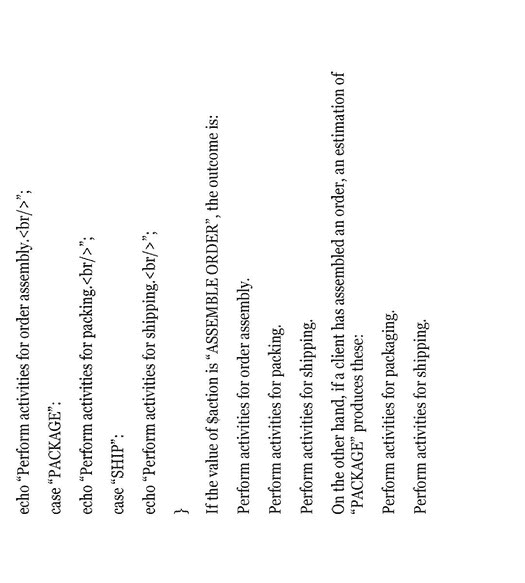 echo “Perform activities for order assembly.<br/>”;
case “PACKAGE”:
echo “Perform activities for packing.<br/>”;
case “SHIP”:
echo “Perform activities for shipping.<br/>”;
}
If the value of $action is “ASSEMBLE ORDER”, the outcome is:
Perform activities for order assembly.
Perform activities for packing.
Perform activities for shipping.
On the other hand, if a client has assembled an order, an estimation of
“PACKAGE” produces these:
Perform activities for packaging.
Perform activities for shipping.